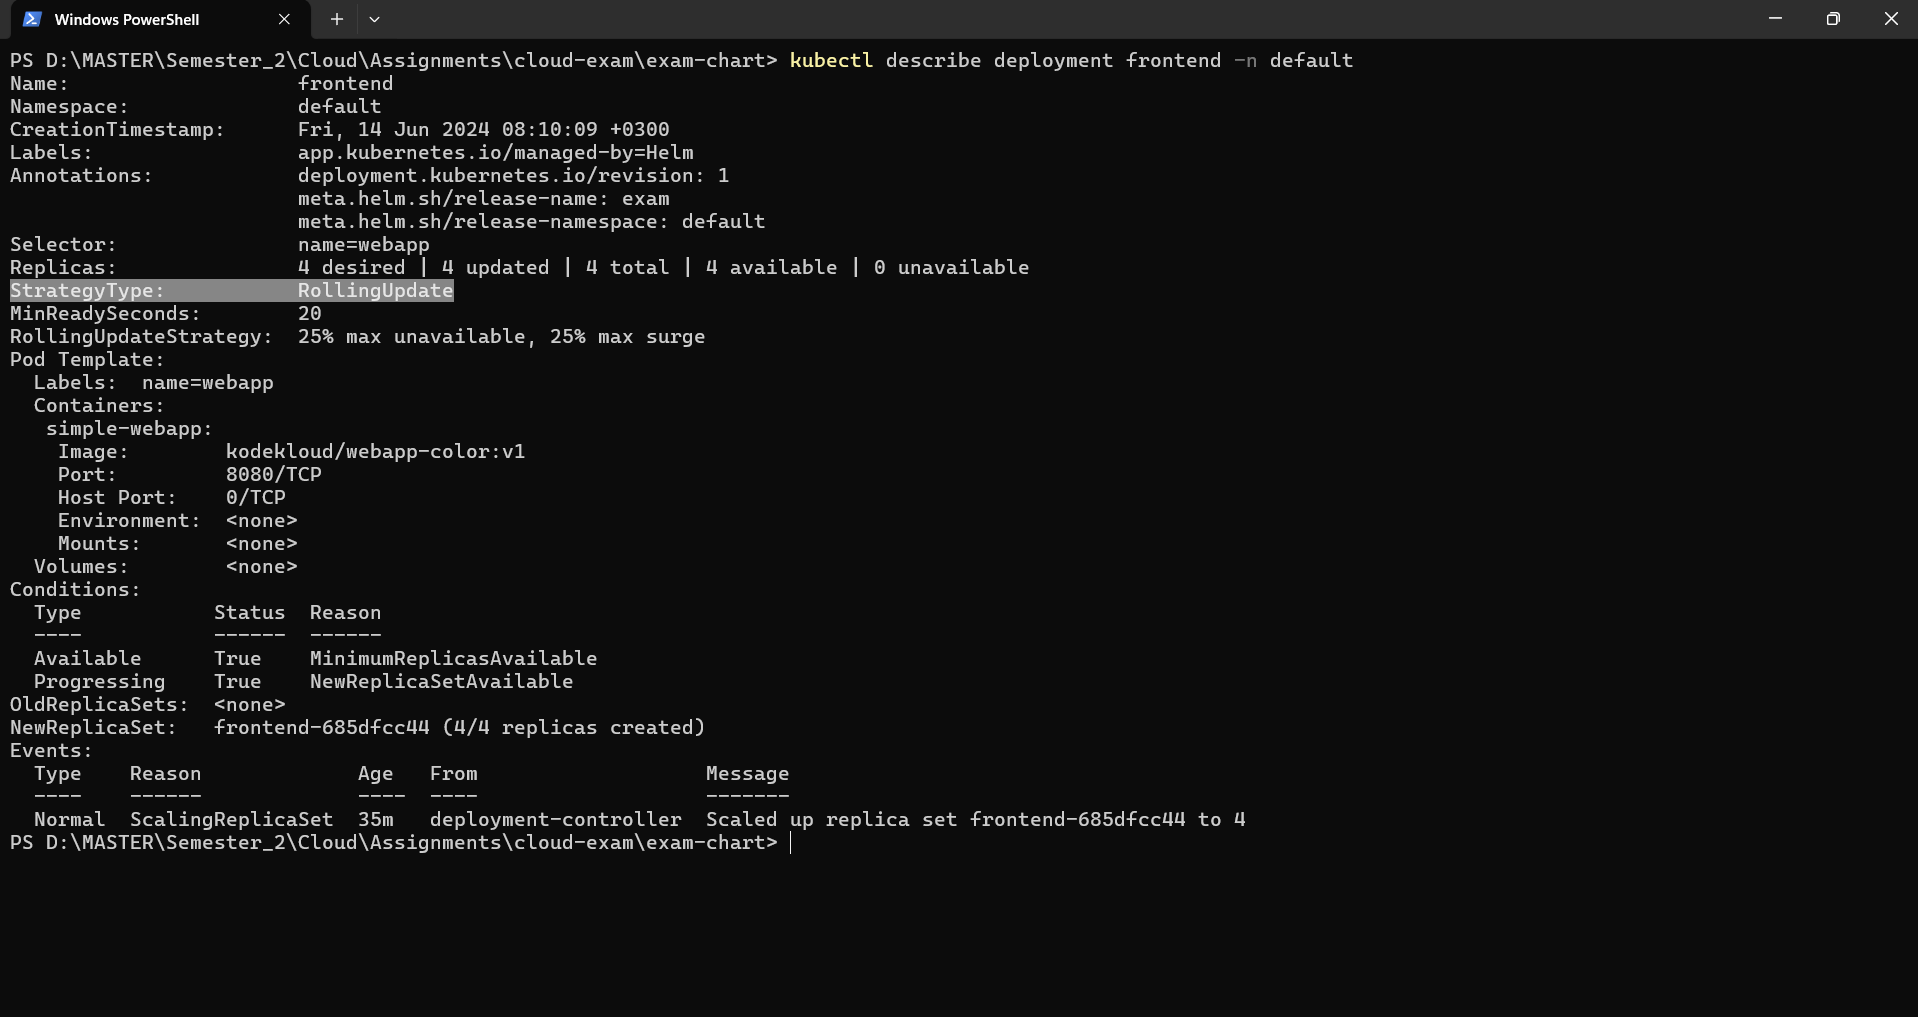 Windows PowerShell
PS D:\MASTER\Semester_2\Cloud\Assignments\cloud-exam\exam-chart> kubectl describe deployment frontend -n default
Name:                   frontend
Namespace:              default
CreationTimestamp:      Fri, 14 Jun 2024 08:10:09 +0300
Labels:                 app.kubernetes.io/managed-by=Helm
Annotations:            deployment.kubernetes.io/revision: 1
                        meta.helm.sh/release-name: exam
                        meta.helm.sh/release-namespace: default
Selector:               name=webapp
Replicas:               4 desired | 4 updated | 4 total | 4 available | 0 unavailable
StrategyType:           RollingUpdate
MinReadySeconds:        20
RollingUpdateStrategy:  25% max unavailable, 25% max surge
Pod Template:
  Labels:  name=webapp
  Containers:
   simple-webapp:
    Image:        kodekloud/webapp-color:v1
    Port:         8080/TCP
    Host Port:    0/TCP
    Environment:  <none>
    Mounts:       <none>
  Volumes:        <none>
Conditions:
  Type           Status  Reason
  ----           ------  ------
  Available      True    MinimumReplicasAvailable
  Progressing    True    NewReplicaSetAvailable
OldReplicaSets:  <none>
NewReplicaSet:   frontend-685dfcc44 (4/4 replicas created)
Events:
  Type    Reason             Age   From                   Message
  ----    ------             ----  ----                   -------
  Normal  ScalingReplicaSet  35m   deployment-controller  Scaled up replica set frontend-685dfcc44 to 4
PS D:\MASTER\Semester_2\Cloud\Assignments\cloud-exam\exam-chart>